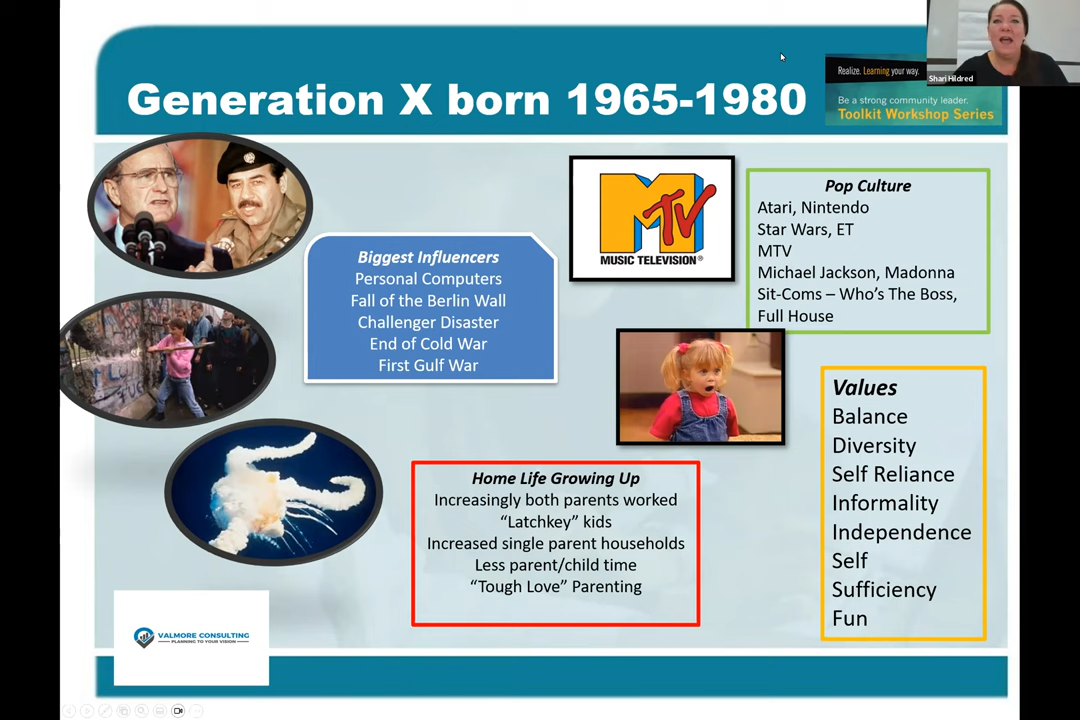 Generation X born 1965-1980
Realize. Learning your way.
Be a strong community leader.
Toolkit Workshop Series
Shari Hildred
Biggest Influencers
Personal Computers
Fall of the Berlin Wall
Challenger Disaster
End of Cold War
First Gulf War
MTV
MUSIC TELEVISION®
Pop Culture
Atari, Nintendo
Star Wars, ET
MTV
Michael Jackson, Madonna
Sit-Coms – Who's The Boss,
Full House
Home Life Growing Up
Increasingly both parents worked
“Latchkey” kids
Increased single parent households
Less parent/child time
“Tough Love” Parenting
Values
Balance
Diversity
Self Reliance
Informality
Independence
Self
Sufficiency
Fun
VALMORE CONSULTING
PLANNING TO YOUR VISION